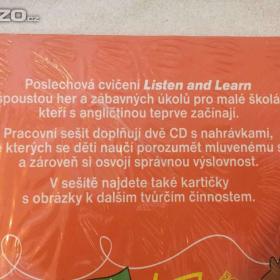 zo.cz
Poslechová cvičení Listen and Learn
spoustou her a zábavných úkolů pro malé školá
kteří s angličtinou teprve začínají.
Pracovní sešit doplňují dvě CD s nahrávkami,
e kterých se děti naučí porozumět mluvenému s
a zároveň si osvojí správnou výslovnost.
V sešitě najdete také kartičky
s obrázky k dalším tvůrčím činnostem.